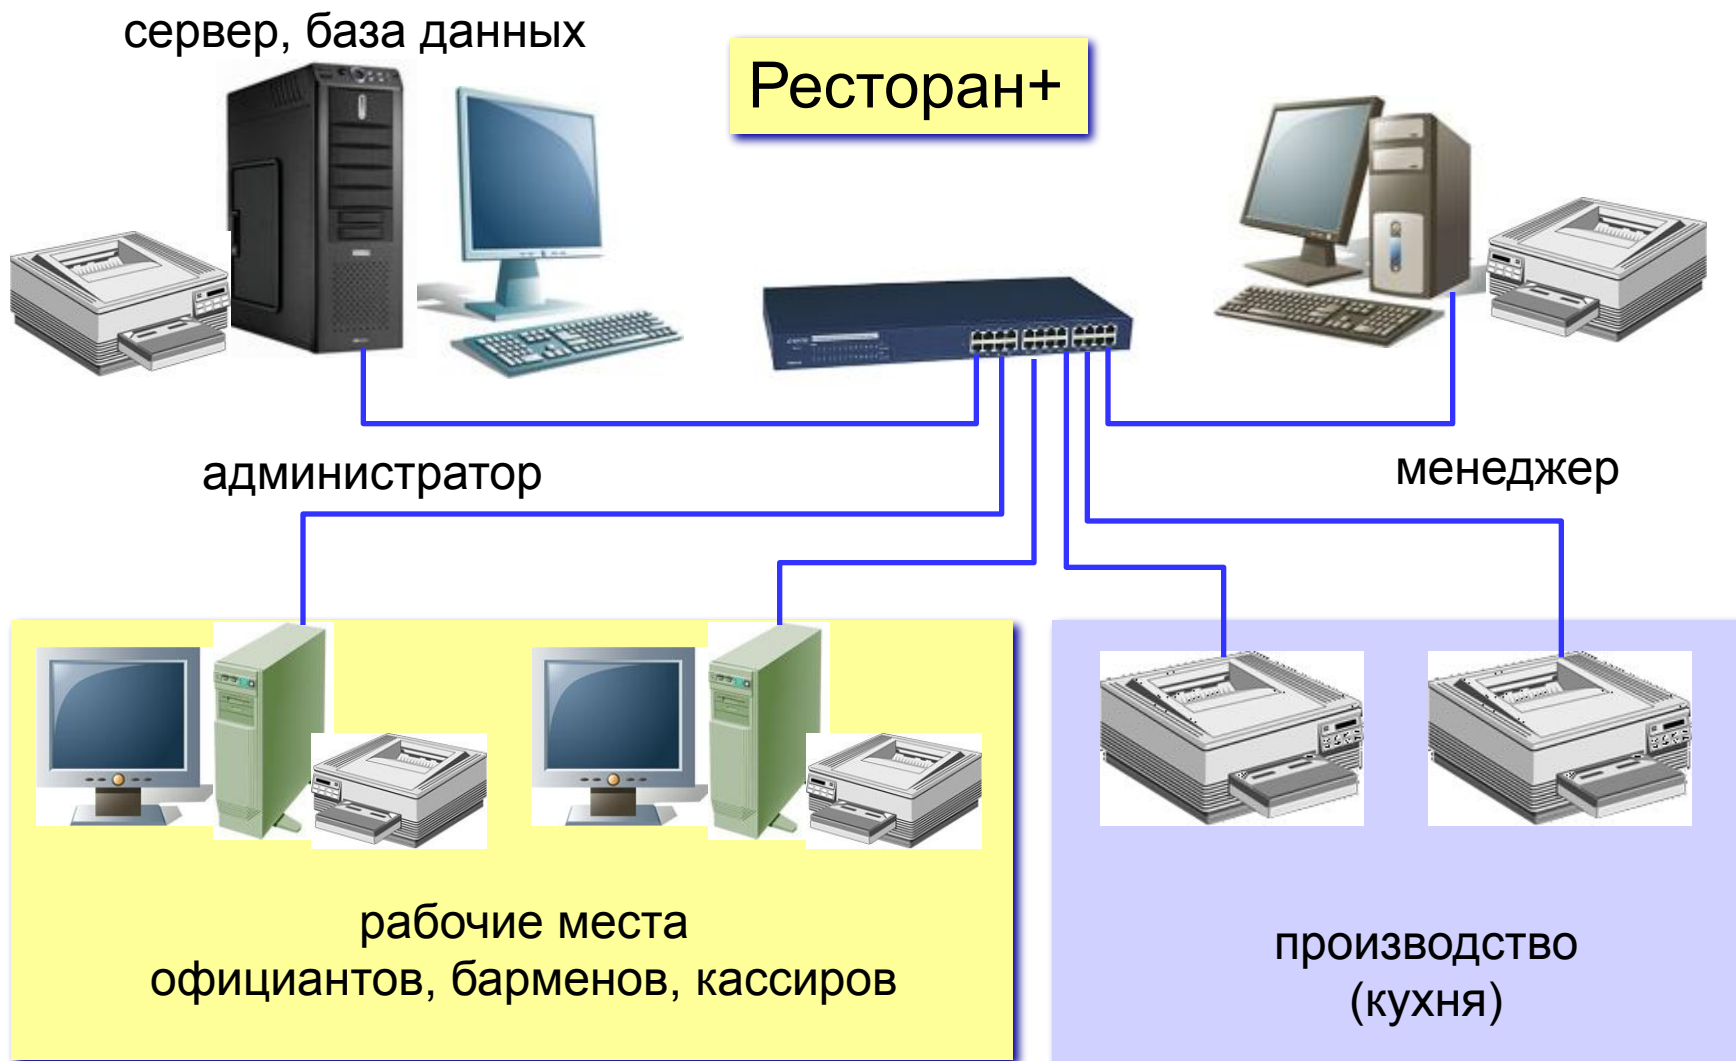 сервер, база данных
Ресторан+
администратор
менеджер
рабочие места
официантов, барменов, кассиров
производство
(кухня)